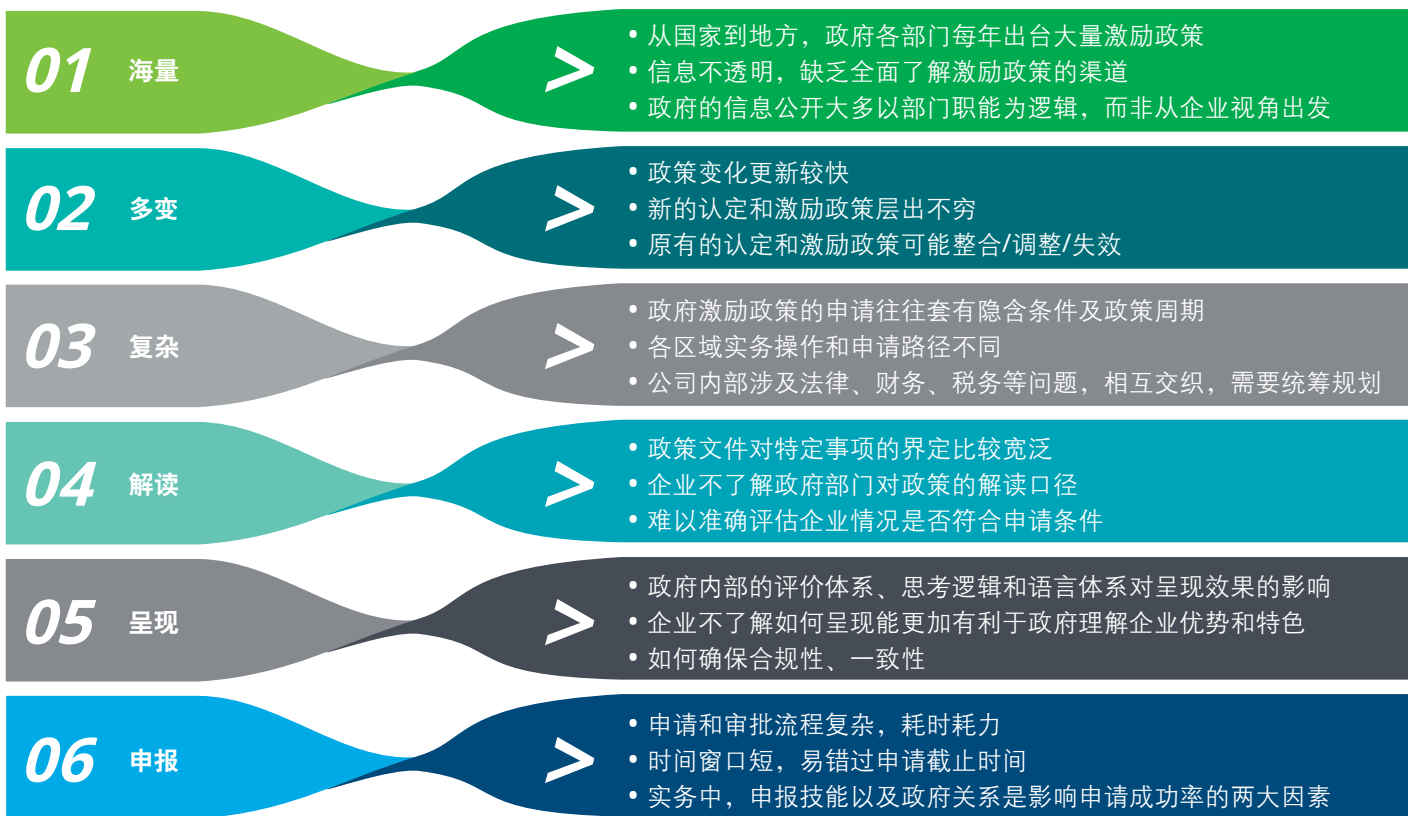 01 海量 >
• 从国家到地方，政府各部门每年出台大量激励政策
• 信息不透明，缺乏全面了解激励政策的渠道
• 政府的信息公开大多以部门职能为逻辑，而非从企业视角出发
02 多变 >
• 政策变化更新较快
• 新的认定和激励政策层出不穷
• 原有的认定和激励政策可能整合/调整/失效
03 复杂 >
• 政府激励政策的申请往往套有隐含条件及政策周期
• 各区域实务操作和申请路径不同
• 公司内部涉及法律、财务、税务等问题，相互交织，需要统筹规划
04 解读 >
• 政策文件对特定事项的界定比较宽泛
• 企业不了解政府部门对政策的解读口径
• 难以准确评估企业情况是否符合申请条件
05 呈现 >
• 政府内部的评价体系、思考逻辑和语言体系对呈现效果的影响
• 企业不了解如何呈现能更加有利于政府理解企业优势和特色
• 如何确保合规性、一致性
06 申报 >
• 申请和审批流程复杂，耗时耗力
• 时间窗口短，易错过申请截止时间
• 实务中，申报技能以及政府关系是影响申请成功率的两大因素